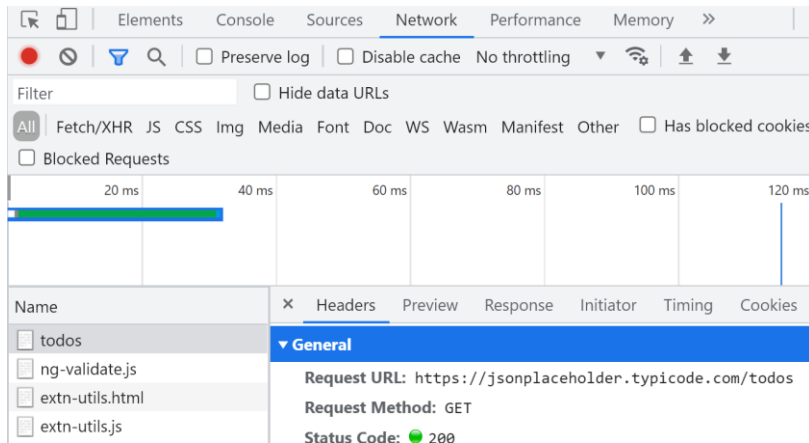 Elements Console Sources Network Performance Memory »
Preserve log Disable cache No throttling
Filter Hide data URLs
All Fetch/XHR JS CSS Img Media Font Doc WS Wasm Manifest Other Has blocked cookies
Blocked Requests
20 ms 40 ms 60 ms 80 ms 100 ms 120 ms
Name × Headers Preview Response Initiator Timing Cookies
todos General
ng-validate.js Request URL: https://jsonplaceholder.typicode.com/todos
extn-utils.html Request Method: GET
extn-utils.js Status Code: 200